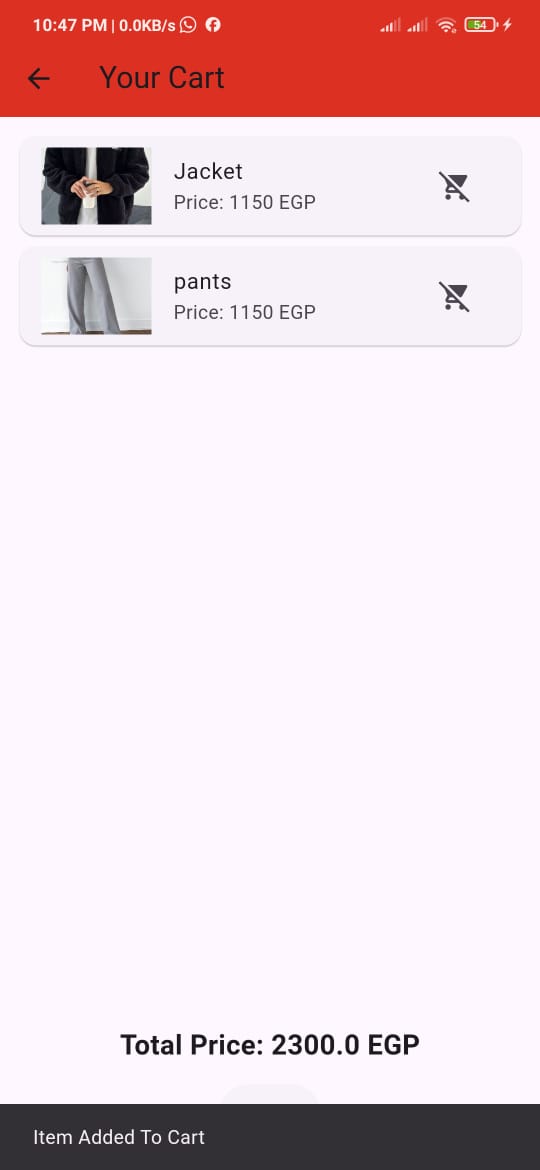 10:47 PM | 0.0KB/s
54
Your Cart
Jacket
Price: 1150 EGP
pants
Price: 1150 EGP
Total Price: 2300.0 EGP
Item Added To Cart